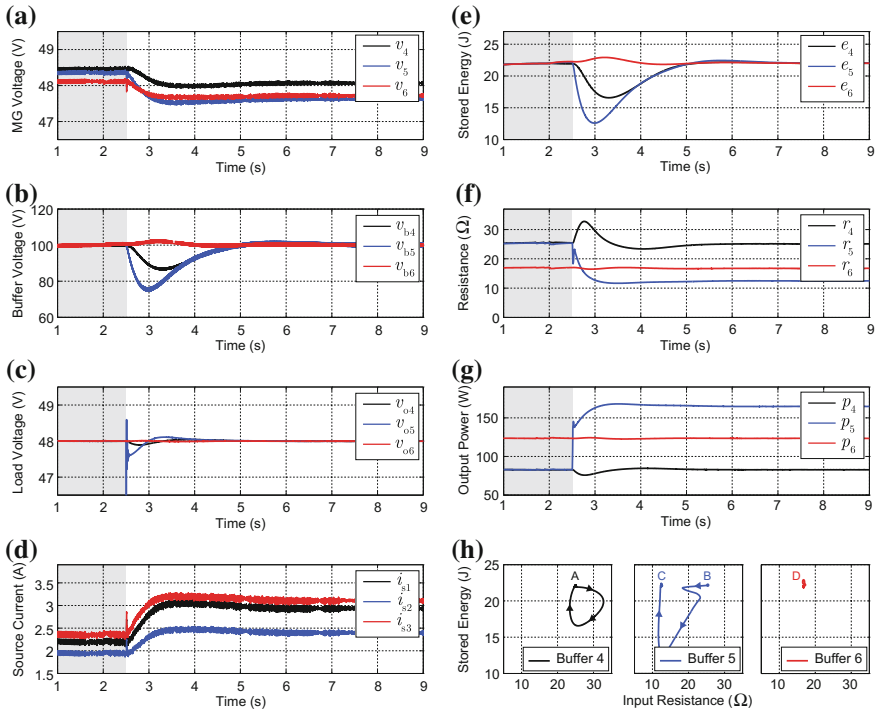 (a)
MG Voltage (V)
49
48
47
v4
v5
v6
1 2 3 4 5 6 7 8 9
Time (s)
(b)
Buffer Voltage (V)
120
100
80
60
vb4
vb5
vb6
1 2 3 4 5 6 7 8 9
Time (s)
(c)
Load Voltage (V)
49
48
47
vo4
vo5
vo6
1 2 3 4 5 6 7 8 9
Time (s)
(d)
Source Current (A)
3.5
3
2.5
2
1.5
is1
is2
is3
1 2 3 4 5 6 7 8 9
Time (s)
(e)
Stored Energy (J)
25
20
15
10
e4
e5
e6
1 2 3 4 5 6 7 8 9
Time (s)
(f)
Resistance (Ω)
30
20
10
0
r4
r5
r6
1 2 3 4 5 6 7 8 9
Time (s)
(g)
Output Power (W)
150
100
50
p4
p5
p6
1 2 3 4 5 6 7 8 9
Time (s)
(h)
Stored Energy (J)
25
20
15
10
A
Buffer 4
10 20 30
C B
Buffer 5
10 20 30
D
Buffer 6
10 20 30
Input Resistance (Ω)